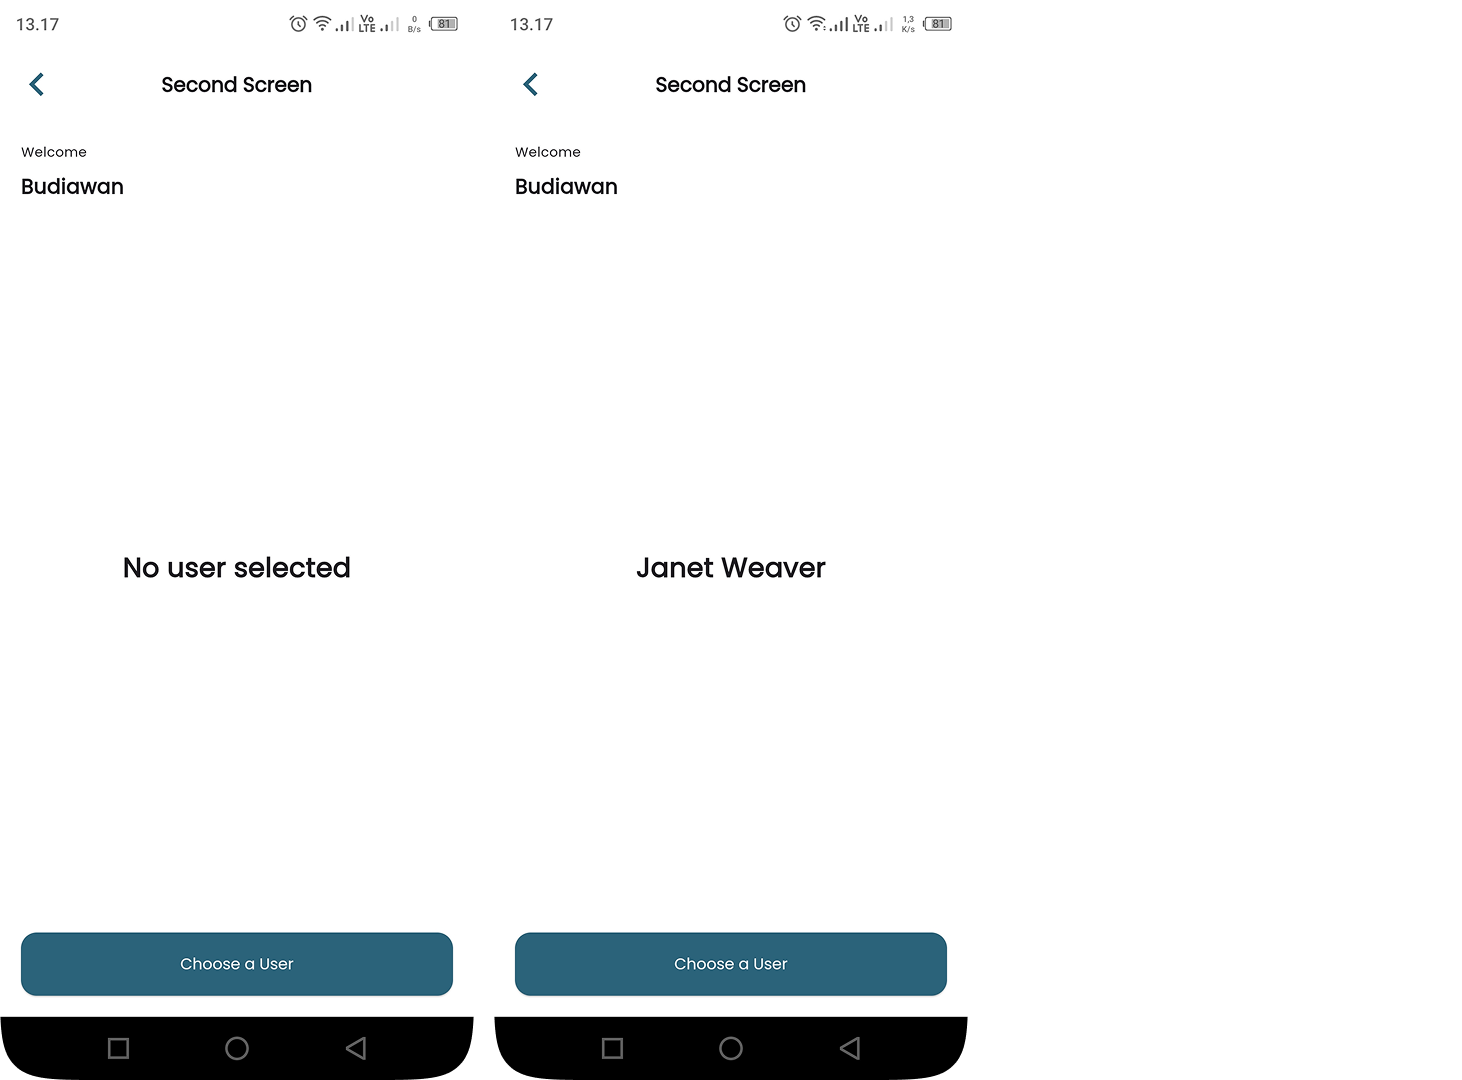 13.17
Vo
LTE
0
B/s
81
Second Screen
Welcome
Budiawan
No user selected
Choose a User
13.17
Vo
LTE
1,3
K/s
81
Second Screen
Welcome
Budiawan
Janet Weaver
Choose a User